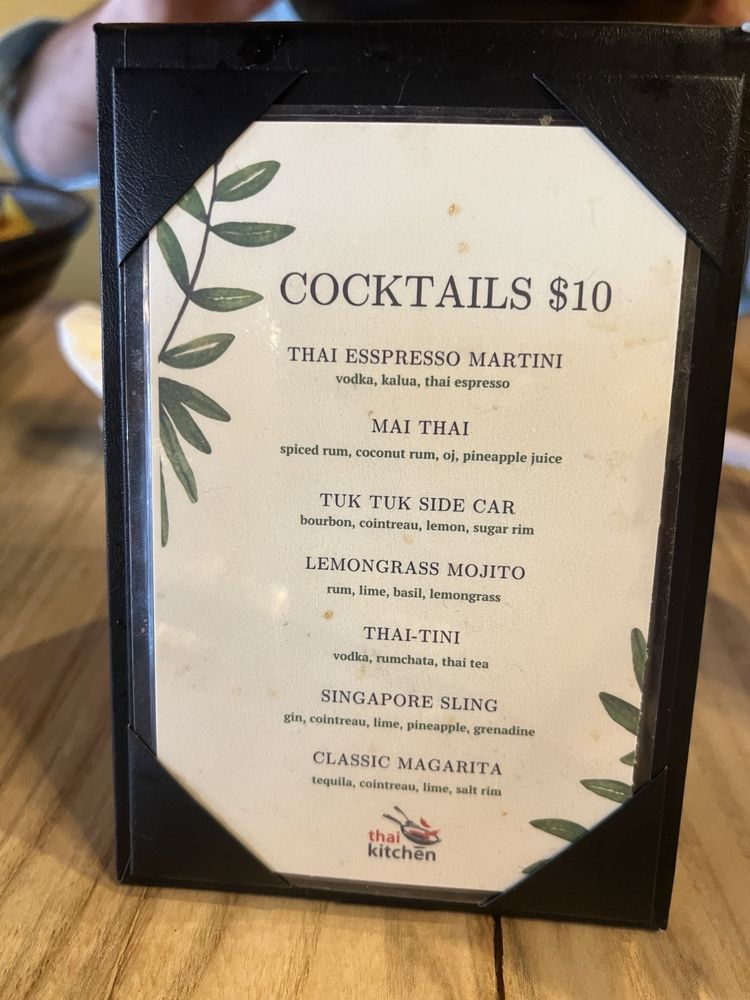 COCKTAILS $10
THAI ESSPRESSO MARTINI
vodka, kalua, thai espresso
MAI THAI
spiced rum, coconut rum, oj, pineapple juice
TUK TUK SIDE CAR
bourbon, cointreau, lemon, sugar rim
LEMONGRASS MOJITO
rum, lime, basil, lemongrass
THAI-TINI
vodka, rumchata, thai tea
SINGAPORE SLING
gin, cointreau, lime, pineapple, grenadine
CLASSIC MAGARITA
tequila, cointreau, lime, salt rim
thai
kitchēn